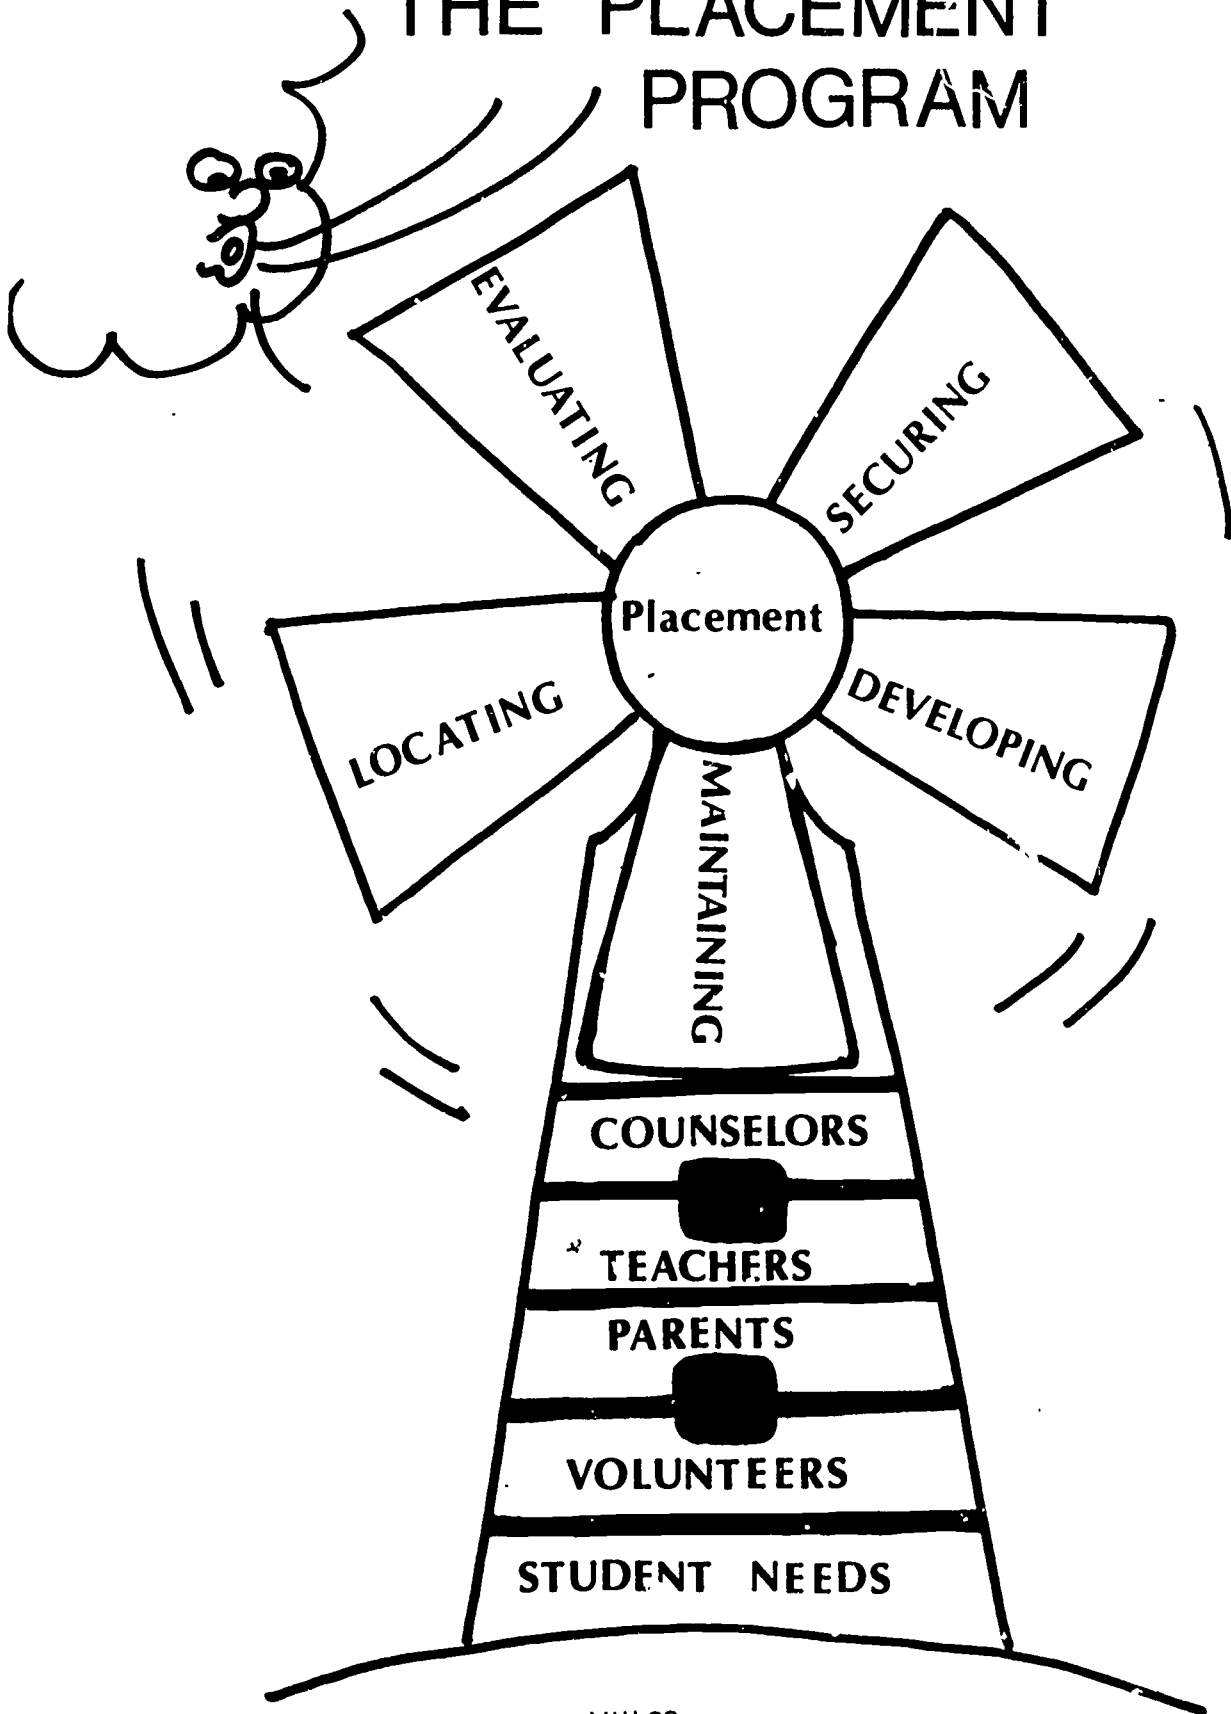 THE PLACEMENT
PROGRAM
EVALUATING
SECURING
Placement
LOCATING
DEVELOPING
MAINTAINING
COUNSELORS
TEACHERS
PARENTS
VOLUNTEERS
STUDENT NEEDS